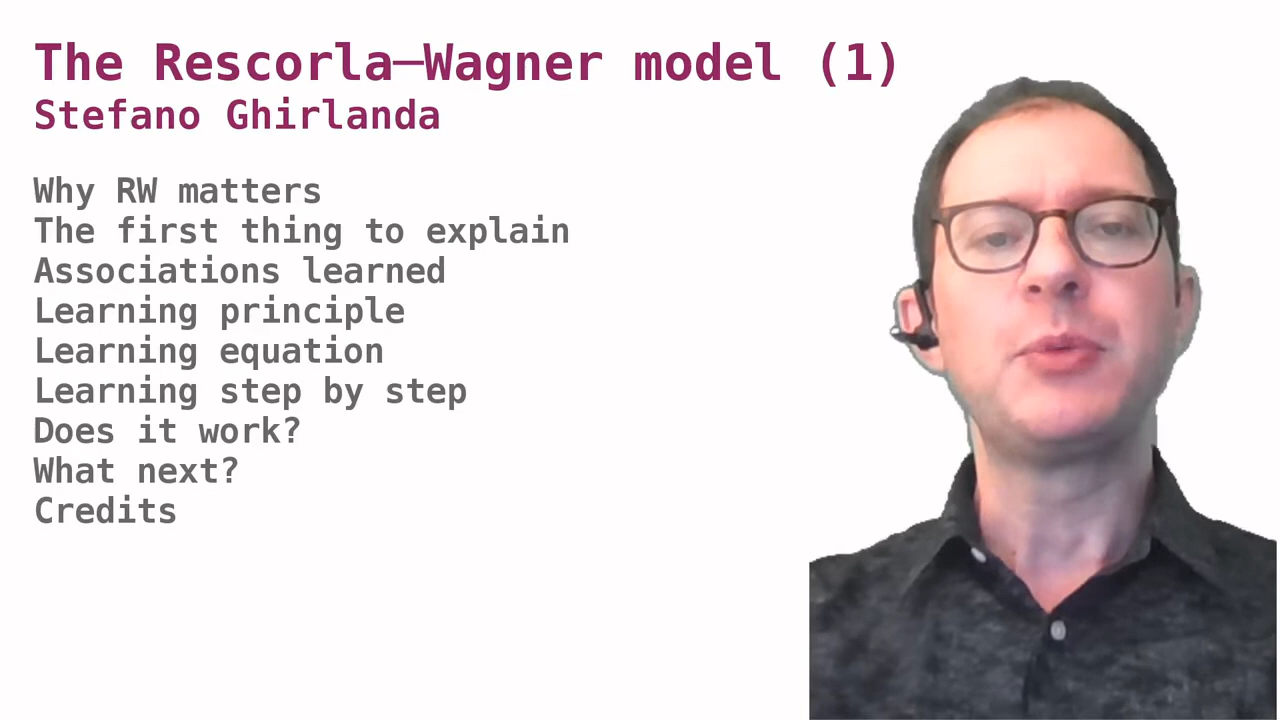 The Rescorla–Wagner model (1)
Stefano Ghirlanda
Why RW matters
The first thing to explain
Associations learned
Learning principle
Learning equation
Learning step by step
Does it work?
What next?
Credits